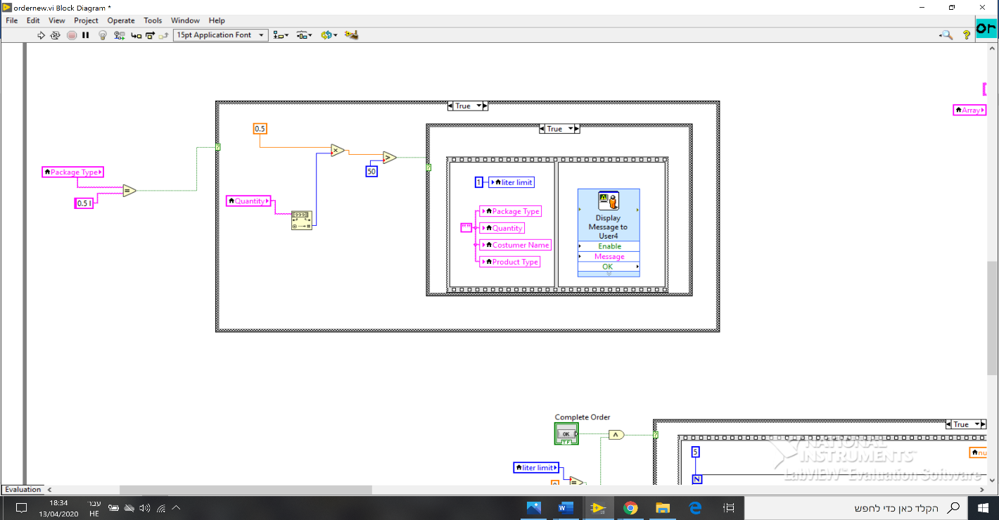 ordernew.vi Block Diagram *
File Edit View Project Operate Tools Window Help
15pt Application Font
or
True
True
0.5
50
Package Type
0.5 l
Quantity
1
liter limit
Package Type
Quantity
Costumer Name
Product Type
Display
Message to
User4
Enable
Message
OK
Array
Complete Order
OK
TF
True
liter limit
5
N
nu
NATIONAL
INSTRUMENTS
LabVIEW Evaluation Software
Evaluation
18:34
13/04/2020
עבר
HE
הקלד כאן כדי לחפש